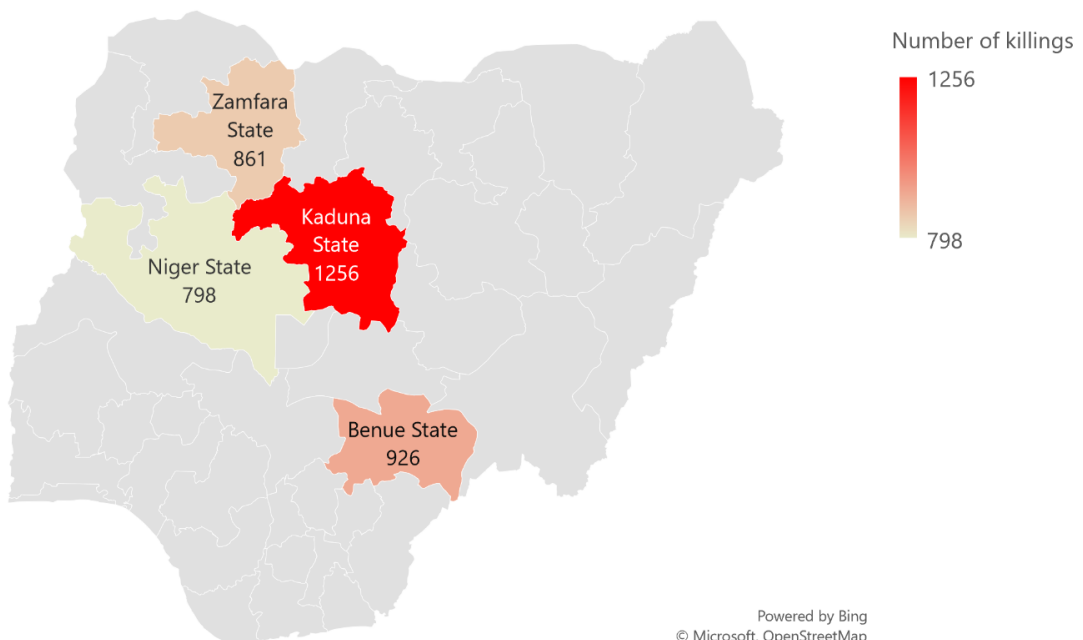 Number of killings
1256
798
Zamfara
State
861
Kaduna
State
1256
Niger State
798
Benue State
926
Powered by Bing
© Microsoft, OpenStreetMap